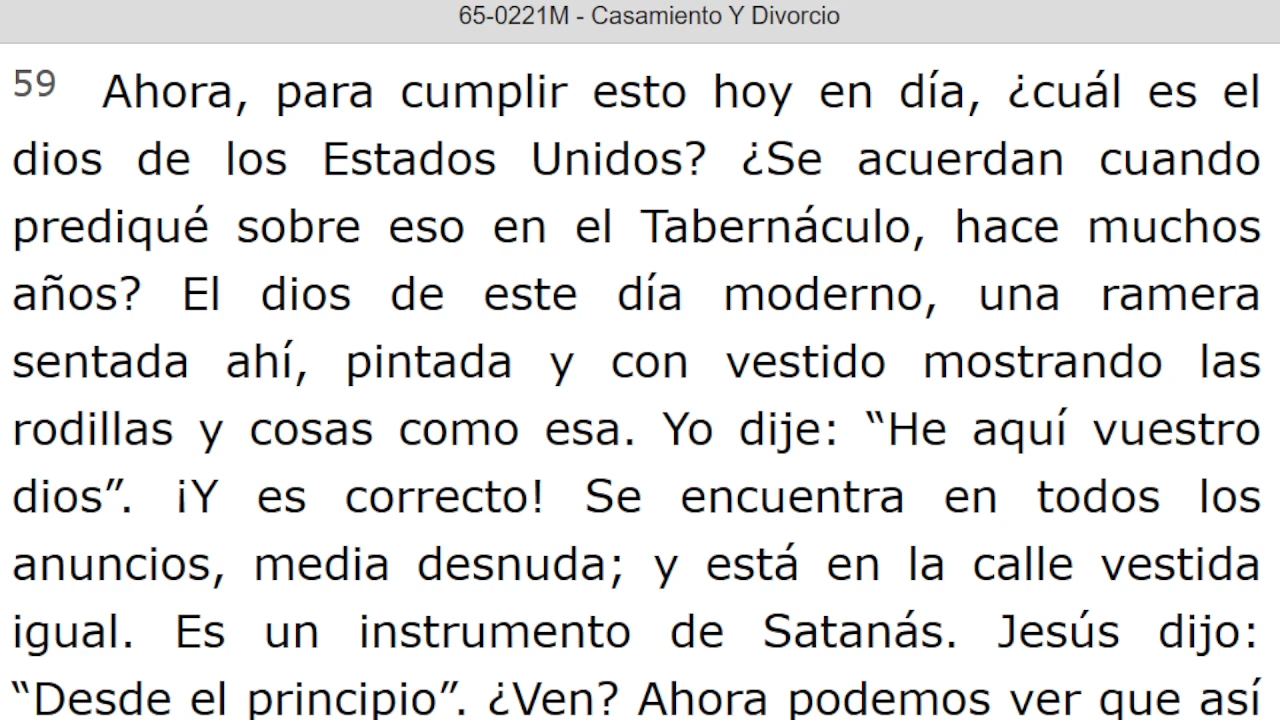 65-0221M - Casamiento Y Divorcio
59 Ahora, para cumplir esto hoy en día, ¿cuál es el
dios de los Estados Unidos? ¿Se acuerdan cuando
prediqué sobre eso en el Tabernáculo, hace muchos
años? El dios de este día moderno, una ramera
sentada ahí, pintada y con vestido mostrando las
rodillas y cosas como esa. Yo dije: “He aquí vuestro
dios”. ¡Y es correcto! Se encuentra en todos los
anuncios, media desnuda; y está en la calle vestida
igual. Es un instrumento de Satanás. Jesús dijo:
“Desde el principio”. ¿Ven? Ahora podemos ver que así